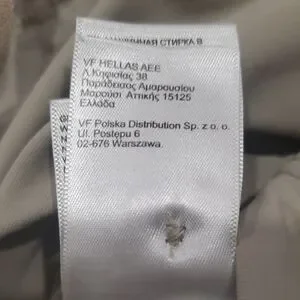 СТИРКА В
VF HELLAS AEE
Λ.Κηφισίας 38
Παράδεισος Αμαρουσίου
Μαρούσι Αττικής 15125
Ελλάδα
VF Polska Distribution Sp. z o. o.
Ul. Postępu 6
02-676 Warszawa